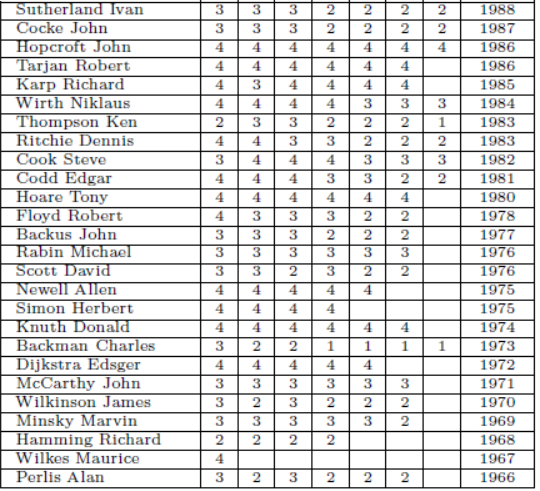 Sutherland Ivan 3 3 3 2 2 2 2 1988
Cocke John 3 3 3 2 2 2 2 1987
Hopcroft John 4 4 4 4 4 4 4 1986
Tarjan Robert 4 4 4 4 4 4 1986
Karp Richard 4 3 4 4 4 4 1985
Wirth Niklaus 4 4 4 4 3 3 3 1984
Thompson Ken 2 3 3 2 2 2 1 1983
Ritchie Dennis 4 4 3 3 2 2 2 1983
Cook Steve 3 4 4 4 3 3 3 1982
Codd Edgar 4 4 4 3 3 2 2 1981
Hoare Tony 4 4 4 4 4 4 1980
Floyd Robert 4 3 3 3 2 2 1978
Backus John 3 3 3 2 2 2 1977
Rabin Michael 3 3 3 3 3 3 1976
Scott David 3 3 2 3 2 2 1976
Newell Allen 4 4 4 4 4 1975
Simon Herbert 4 4 4 4 1975
Knuth Donald 4 4 4 4 4 4 1974
Backman Charles 3 2 2 1 1 1 1 1973
Dijkstra Edsger 4 4 4 4 4 1972
McCarthy John 3 3 3 3 3 3 1971
Wilkinson James 3 2 3 2 2 2 1970
Minsky Marvin 3 3 3 3 3 2 1969
Hamming Richard 2 2 2 2 1968
Wilkes Maurice 4 1967
Perlis Alan 3 2 3 2 2 2 1966